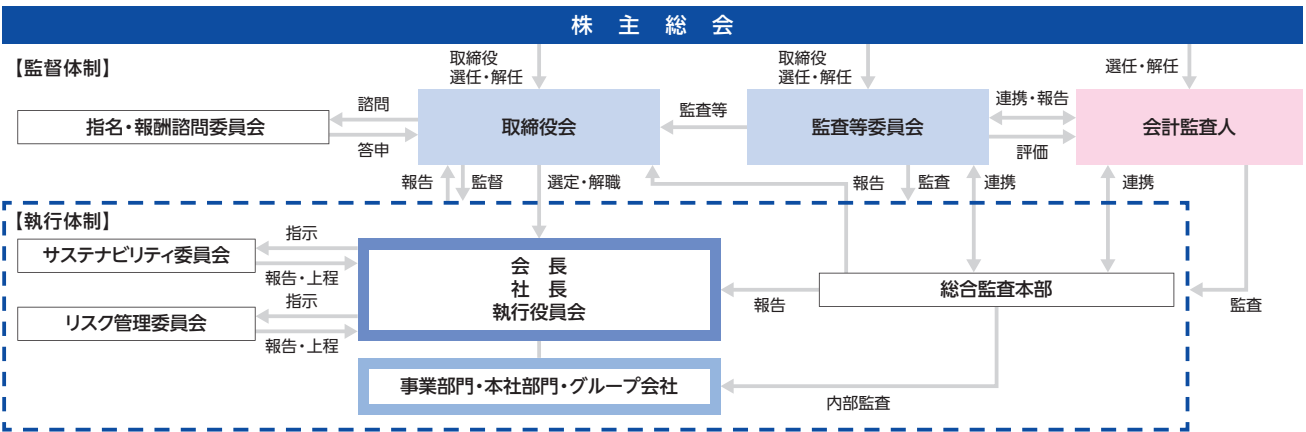 株 主 総 会
【監督体制】
取締役
選任・解任
取締役
選任・解任
選任・解任
指名・報酬諮問委員会
諮問
答申
取締役会
監査等
監査等委員会
連携・報告
評価
会計監査人
報告
監督
選定・解職
報告
監査
連携
連携
【執行体制】
サステナビリティ委員会
指示
報告・上程
リスク管理委員会
指示
報告・上程
会 長
社 長
執行役員会
報告
総合監査本部
監査
事業部門・本社部門・グループ会社
内部監査